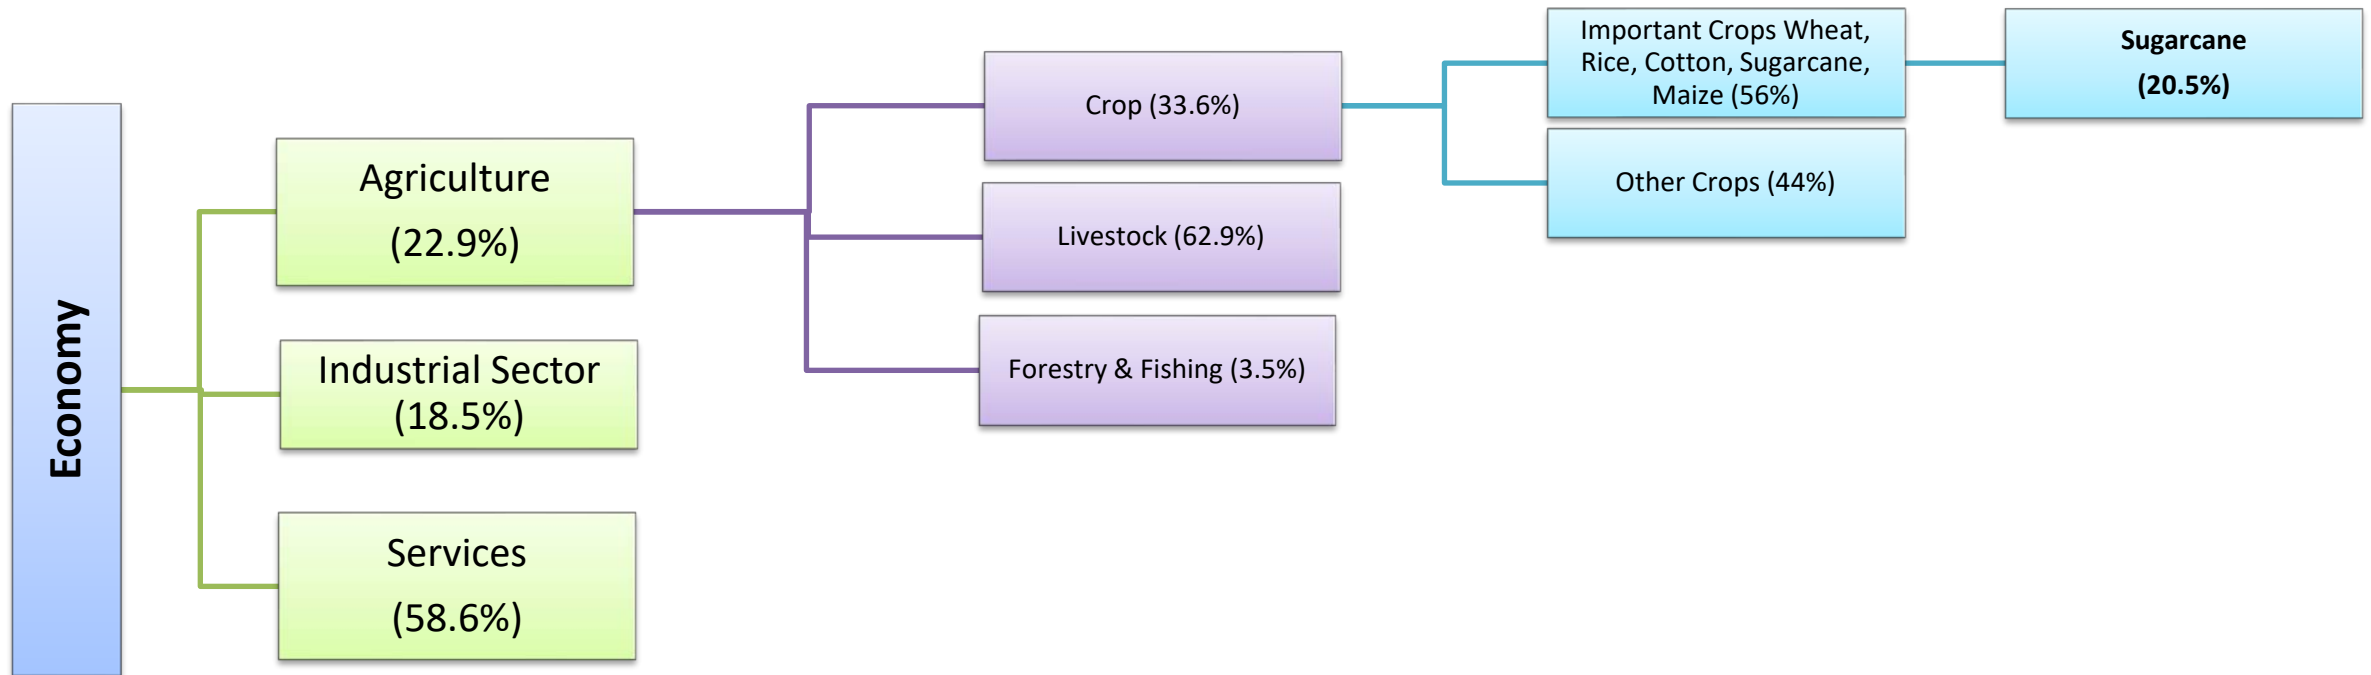 Economy
Agriculture
(22.9%)
Industrial Sector
(18.5%)
Services
(58.6%)
Crop (33.6%)
Livestock (62.9%)
Forestry & Fishing (3.5%)
Important Crops Wheat,
Rice, Cotton, Sugarcane,
Maize (56%)
Other Crops (44%)
Sugarcane
(20.5%)